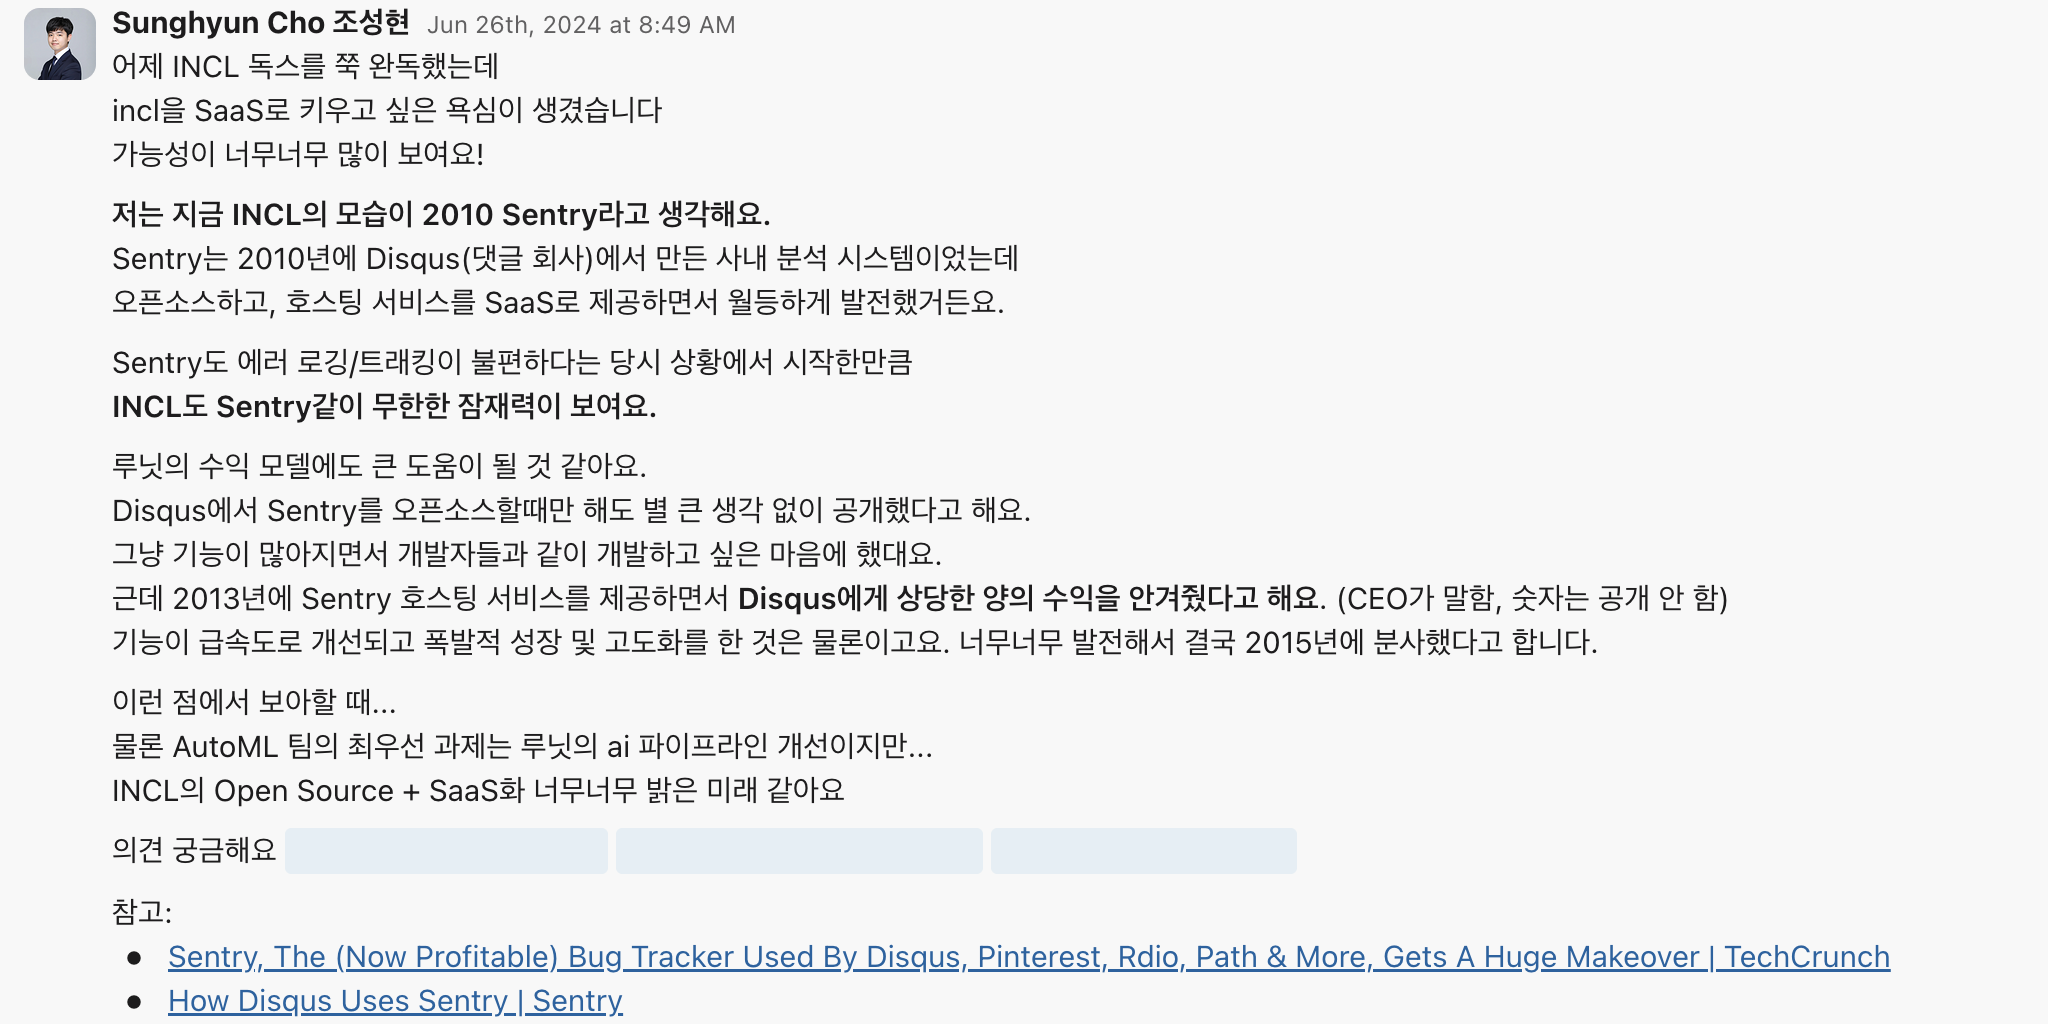 Sunghyun Cho 조성현 Jun 26th, 2024 at 8:49 AM
어제 INCL 독스를 쭉 완독했는데
incl을 SaaS로 키우고 싶은 욕심이 생겼습니다
가능성이 너무너무 많이 보여요!
저는 지금 INCL의 모습이 2010 Sentry라고 생각해요.
Sentry는 2010년에 Disqus(댓글 회사)에서 만든 사내 분석 시스템이었는데
오픈소스하고, 호스팅 서비스를 SaaS로 제공하면서 월등하게 발전했거든요.
Sentry도 에러 로깅/트래킹이 불편하다는 당시 상황에서 시작한만큼
INCL도 Sentry같이 무한한 잠재력이 보여요.
루닛의 수익 모델에도 큰 도움이 될 것 같아요.
Disqus에서 Sentry를 오픈소스할때만 해도 별 큰 생각 없이 공개했다고 해요.
그냥 기능이 많아지면서 개발자들과 같이 개발하고 싶은 마음에 했대요.
근데 2013년에 Sentry 호스팅 서비스를 제공하면서 Disqus에게 상당한 양의 수익을 안겨줬다고 해요. (CEO가 말함, 숫자는 공개 안 함)
기능이 급속도로 개선되고 폭발적 성장 및 고도화를 한 것은 물론이고요. 너무너무 발전해서 결국 2015년에 분사했다고 합니다.
이런 점에서 보아할 때...
물론 AutoML 팀의 최우선 과제는 루닛의 ai 파이프라인 개선이지만...
INCL의 Open Source + SaaS화 너무너무 밝은 미래 같아요
의견 궁금해요
참고:
● Sentry, The (Now Profitable) Bug Tracker Used By Disqus, Pinterest, Rdio, Path & More, Gets A Huge Makeover | TechCrunch
● How Disqus Uses Sentry | Sentry